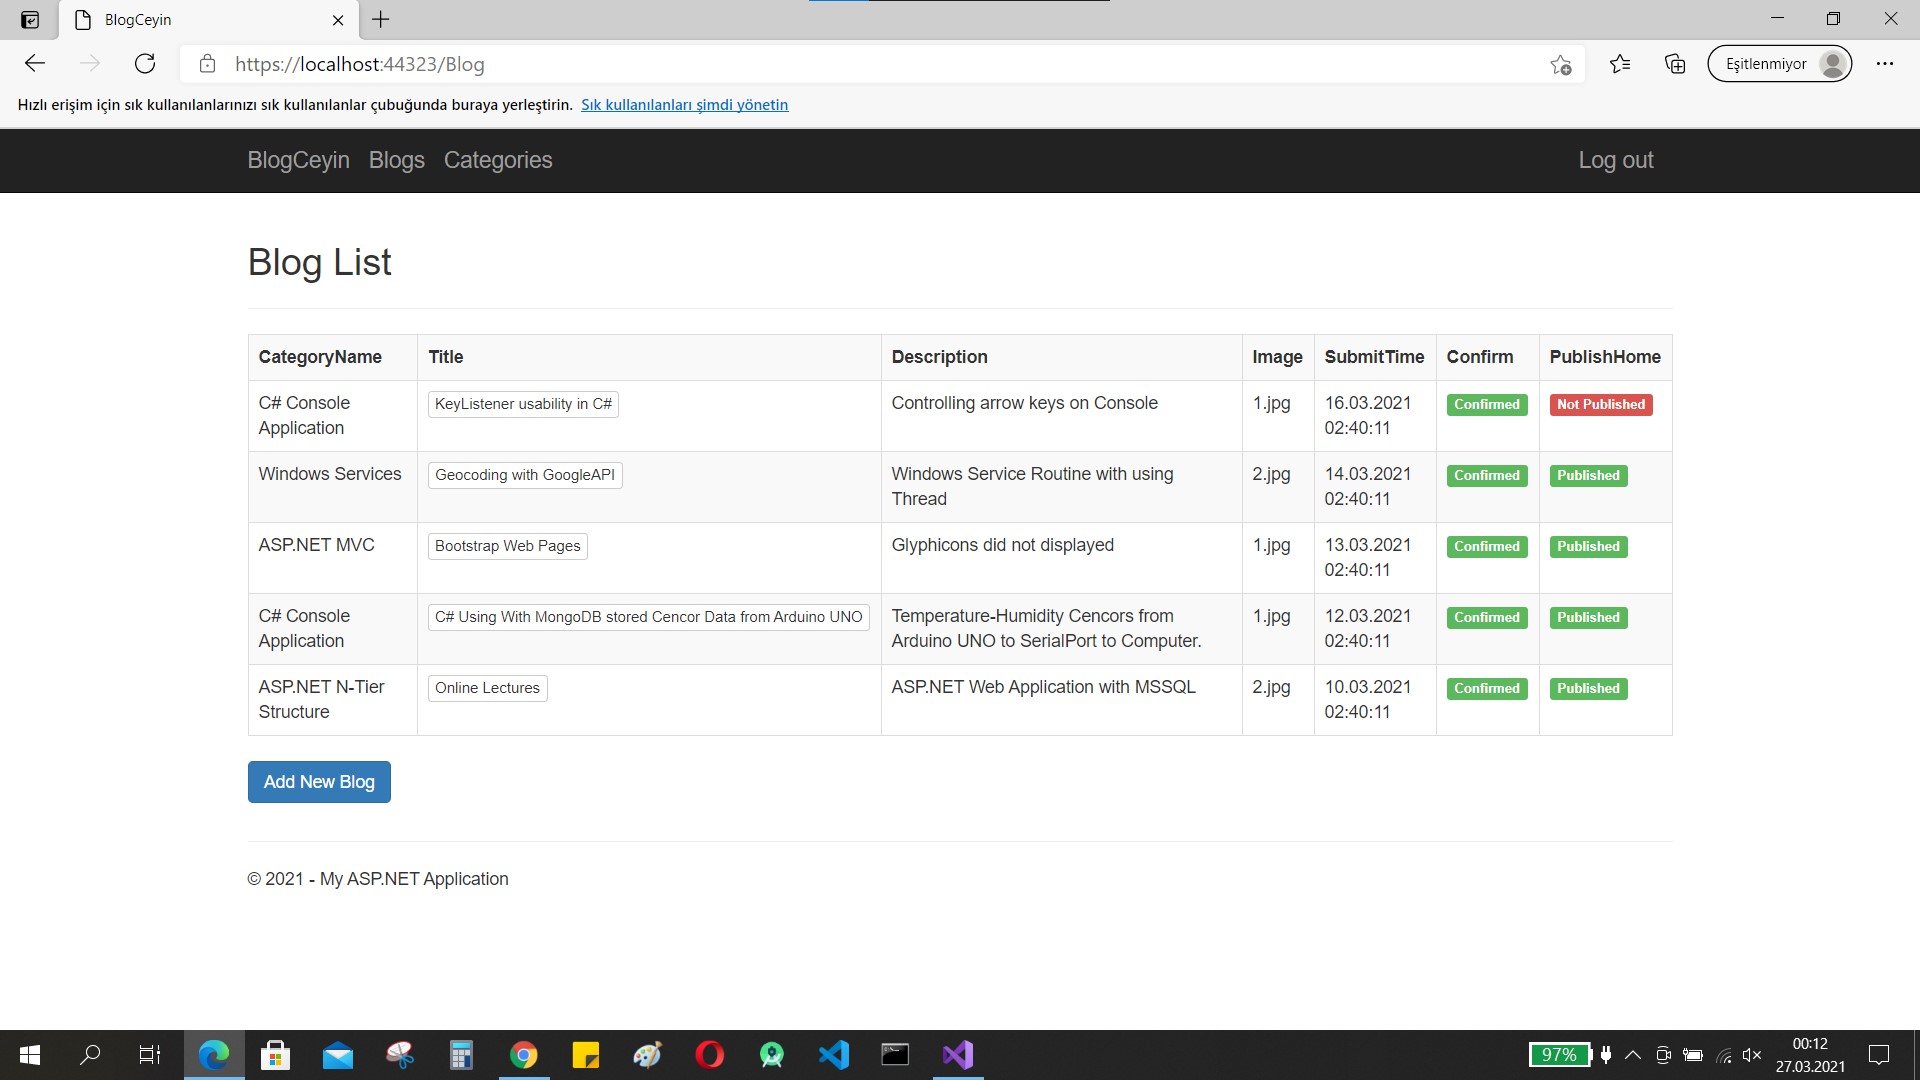 BlogCeyin
https://localhost:44323/Blog
Eşitlenmiyor
Hızlı erişim için sık kullanılanlarınızı sık kullanılanlar çubuğunda buraya yerleştirin. Sık kullanılanları şimdi yönetin
BlogCeyin Blogs Categories Log out
Blog List
CategoryName Title Description Image SubmitTime Confirm PublishHome
C# Console KeyListener usability in C# Controlling arrow keys on Console 1.jpg 16.03.2021 Confirmed Not Published
Application 02:40:11
Windows Services Geocoding with GoogleAPI Windows Service Routine with using 2.jpg 14.03.2021 Confirmed Published
Thread 02:40:11
ASP.NET MVC Bootstrap Web Pages Glyphicons did not displayed 1.jpg 13.03.2021 Confirmed Published
02:40:11
C# Console C# Using With MongoDB stored Cencor Data from Arduino UNO Temperature-Humidity Cencors from 1.jpg 12.03.2021 Confirmed Published
Application Arduino UNO to SerialPort to Computer. 02:40:11
ASP.NET N-Tier Online Lectures ASP.NET Web Application with MSSQL 2.jpg 10.03.2021 Confirmed Published
Structure 02:40:11
Add New Blog
© 2021 - My ASP.NET Application
97%
00:12
27.03.2021